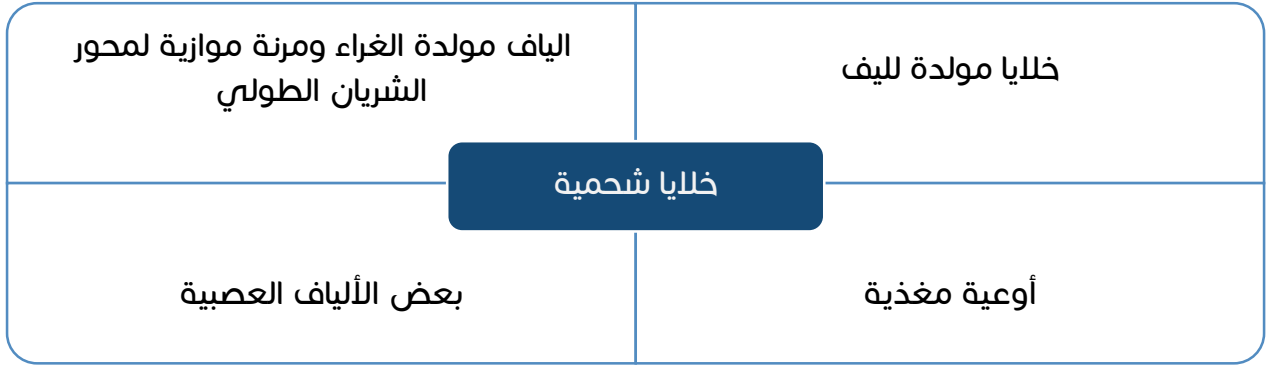 خلايا مولدة لليف
الياف مولدة الغراء ومرنة موازية لمحور
الشريان الطولي
خلايا شحمية
أوعية مغذية
بعض الألياف العصبية